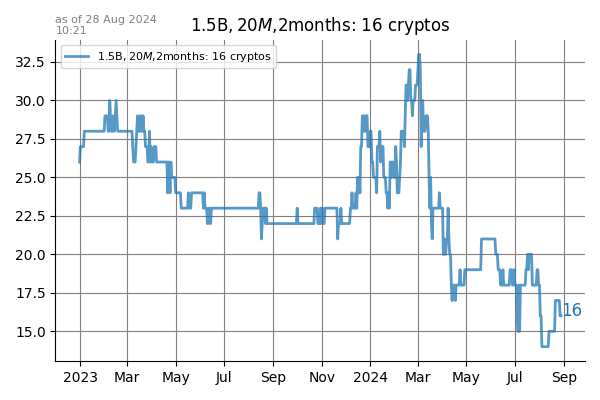 as of 28 Aug 2024
10:21
1.5B, 20M,2months: 16 cryptos
1.5B, 20M,2months: 16 cryptos
32.5
30.0
27.5
25.0
22.5
20.0
17.5
15.0
16
2023 Mar May Jul Sep Nov 2024 Mar May Jul Sep